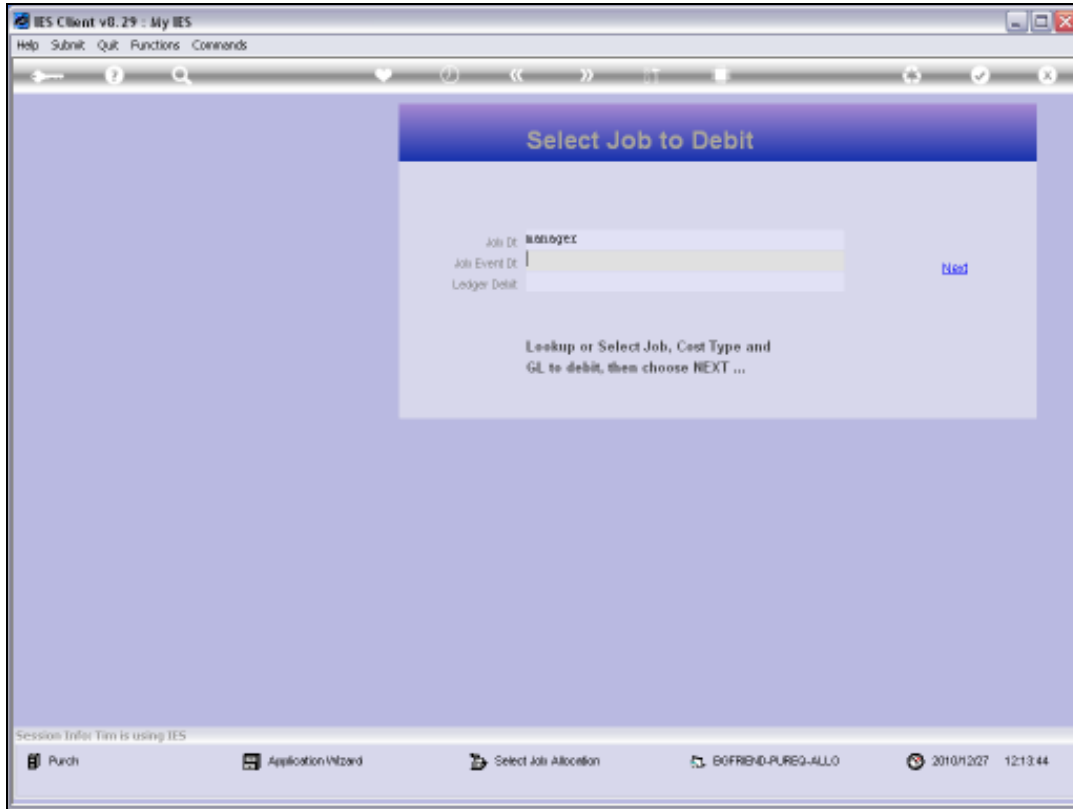 IES Client v8.29 : My IES
Help Submit Quit Functions Commands
Select Job to Debit
Job Dt manager
Job Event Dt
Ledger Debit
Next
Lookup or Select Job, Cost Type and
GL to debit, then choose NEXT ...
Session Info: Tim is using IES
Purch Application Wizard Select Job Allocation BOFRIEND-PUREQ-ALLO 2010/12/27 12:13:44